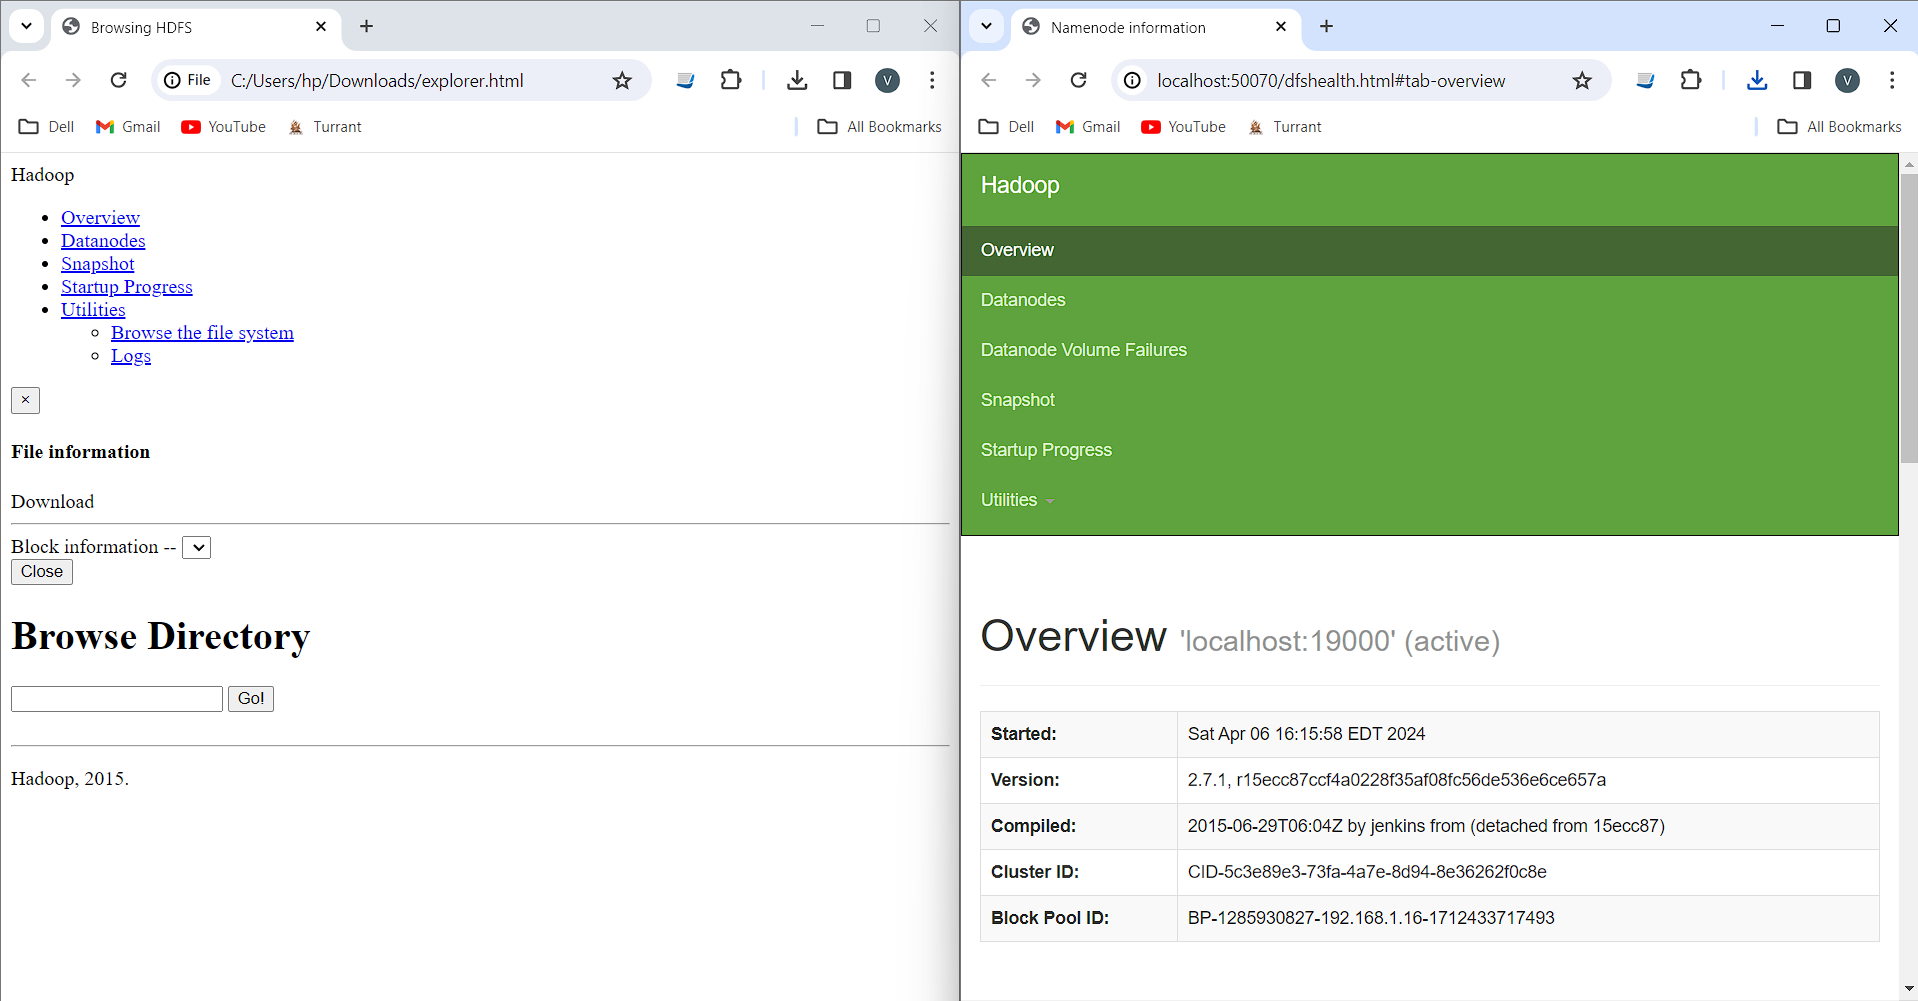 Browsing HDFS
File
C:/Users/hp/Downloads/explorer.html
V
Dell
Gmail
YouTube
Turrant
All Bookmarks
Hadoop
Overview
Datanodes
Snapshot
Startup Progress
Utilities
Browse the file system
Logs
×
File information
Download
Block information --
Close
Browse Directory
Go!
Hadoop, 2015.
Namenode information
localhost:50070/dfshealth.html#tab-overview
V
Dell
Gmail
YouTube
Turrant
All Bookmarks
Hadoop
Overview
Datanodes
Datanode Volume Failures
Snapshot
Startup Progress
Utilities
Overview 'localhost:19000' (active)
Started: Sat Apr 06 16:15:58 EDT 2024
Version: 2.7.1, r15ecc87ccf4a0228f35af08fc56de536e6ce657a
Compiled: 2015-06-29T06:04Z by jenkins from (detached from 15ecc87)
Cluster ID: CID-5c3e89e3-73fa-4a7e-8d94-8e36262f0c8e
Block Pool ID: BP-1285930827-192.168.1.16-1712433717493